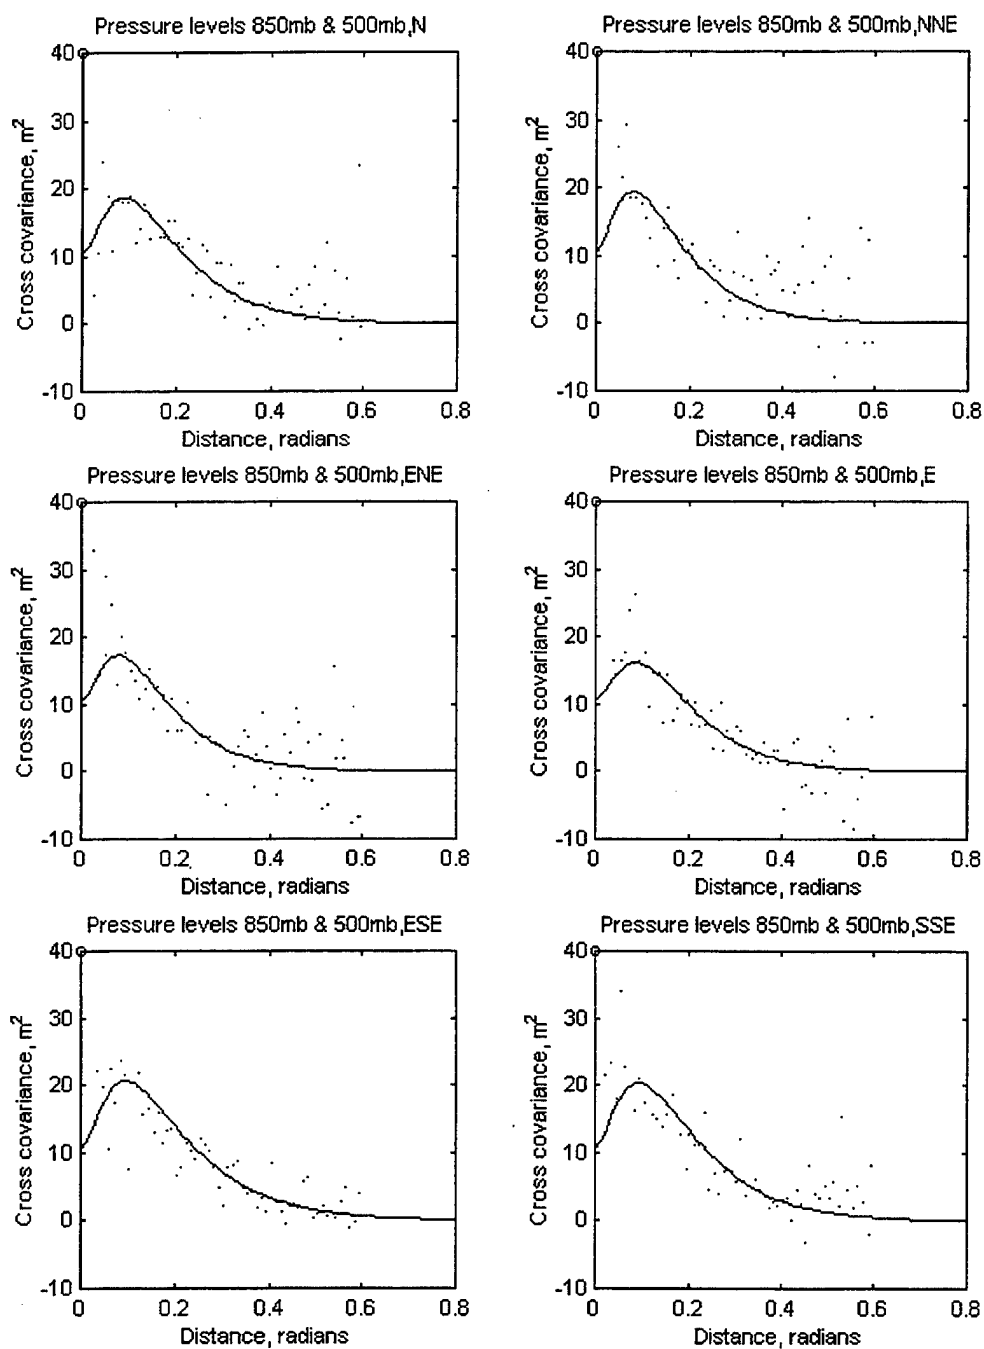 Pressure levels 850mb & 500mb,N
Pressure levels 850mb & 500mb,NNE
40
30
20
10
0
-10
Cross covariance, m²
0 0.2 0.4 0.6 0.8
Distance, radians
40
30
20
10
0
-10
Cross covariance, m²
0 0.2 0.4 0.6 0.8
Distance, radians
Pressure levels 850mb & 500mb,ENE
Pressure levels 850mb & 500mb,E
40
30
20
10
0
-10
Cross covariance, m²
0 0.2 0.4 0.6 0.8
Distance, radians
40
30
20
10
0
-10
Cross covariance, m²
0 0.2 0.4 0.6 0.8
Distance, radians
Pressure levels 850mb & 500mb,ESE
Pressure levels 850mb & 500mb,SSE
40
30
20
10
0
-10
Cross covariance, m²
0 0.2 0.4 0.6 0.8
Distance, radians
40
30
20
10
0
-10
Cross covariance, m²
0 0.2 0.4 0.6 0.8
Distance, radians